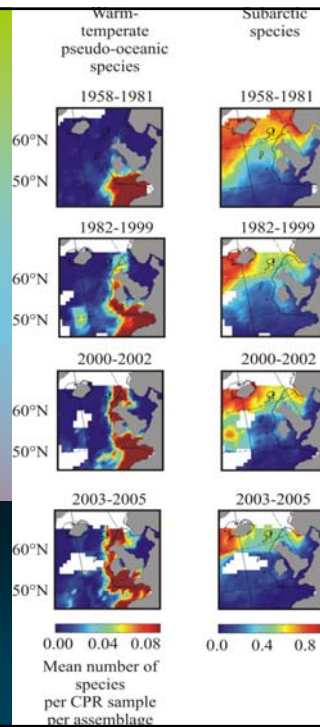 Warm-
temperate
pseudo-oceanic
species
Subarctic
species
1958-1981
1958-1981
60°N
50°N
1982-1999
1982-1999
60°N
50°N
2000-2002
2000-2002
60°N
50°N
2003-2005
2003-2005
60°N
50°N
0.00 0.04 0.08
0.0 0.4 0.8
Mean number of
species
per CPR sample
per assemblage